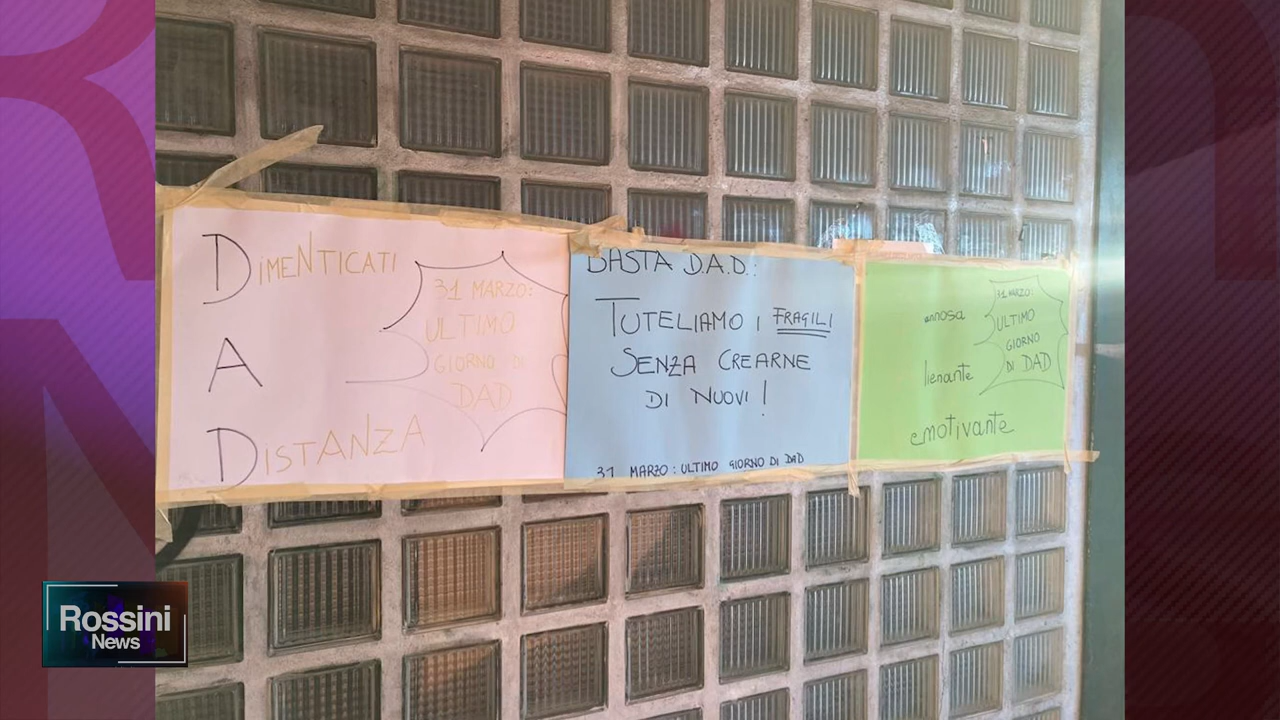 DIMENTICATI
A
DISTANZA
31 MARZO:
ULTIMO
GIORNO DI
DAD
BASTA D.A.D.:
TUTELIAMO I FRAGILI
SENZA CREARNE
DI NUOVI!
31 MARZO: ULTIMO GIORNO DI DAD
annosa
lienante
emotivante
31 MARZO:
ULTIMO
GIORNO
DI DAD
Rossini
News